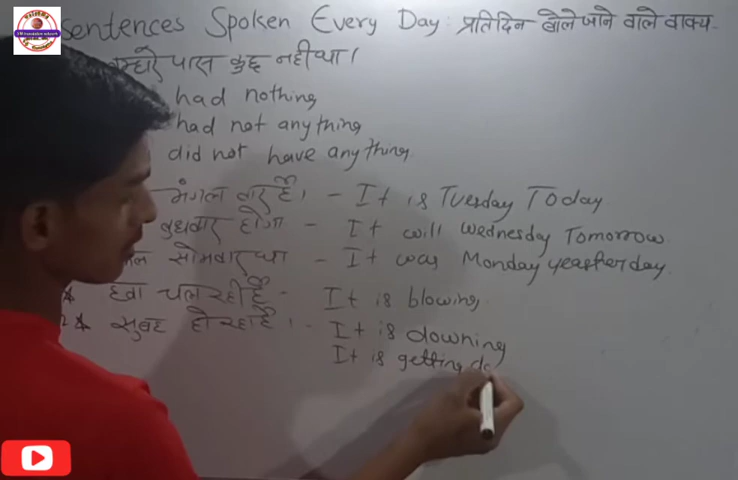 Sentences Spoken Every Day : प्रतिदिन बोले जाने वाले वाक्य
पास कुछ नहीं था।
had nothing
had not anything
did not have anything.
मंगलवार है। - It is Tuesday Today
बुधवार होगा - It will Wednesday Tomorrow.
सोमवार था - It was Monday yeasherday.
हवा चल रही है - It is blowing.
सुबह हो रहा है। - It is downing
It is getting